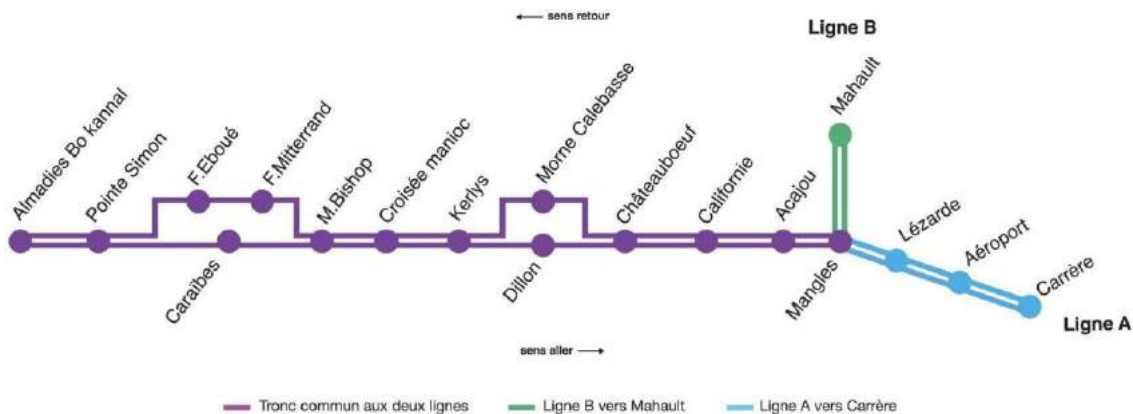 ← sens retour
Ligne B
Almadies Bo kannal
Pointe Simon
F.Eboué
F.Mitterrand
M.Bishop
Croisée manioc
Kerlys
Morne Calebasse
Châteauboeuf
Californie
Acajou
Mahault
Lézarde
Aéroport
Carrère
Caraïbes
Dillon
Mangles
Ligne A
sens aller →
Tronc commun aux deux lignes
Ligne B vers Mahault
Ligne A vers Carrère